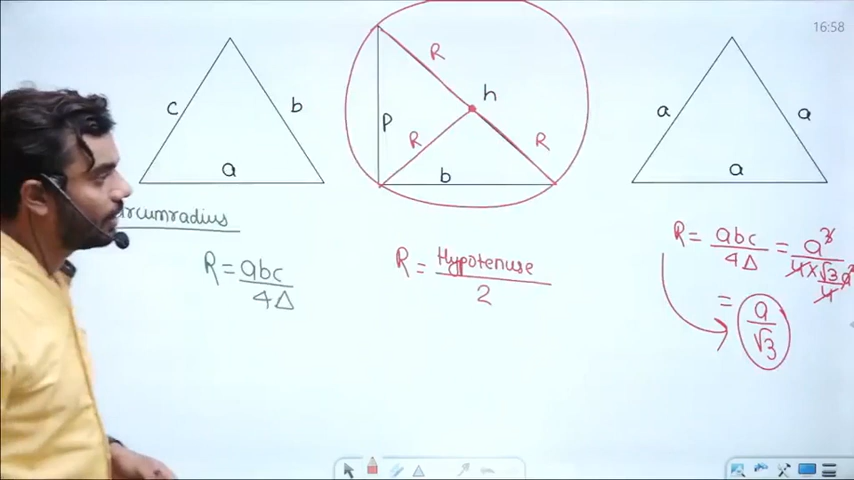 16:58
c
b
a
R
h
P
R
R
b
a
a
a
rcumradius
R = abc / 4Δ
R = Hypotenuse / 2
R = abc / 4Δ = a³ / 4×√3/4 a²
= a / √3